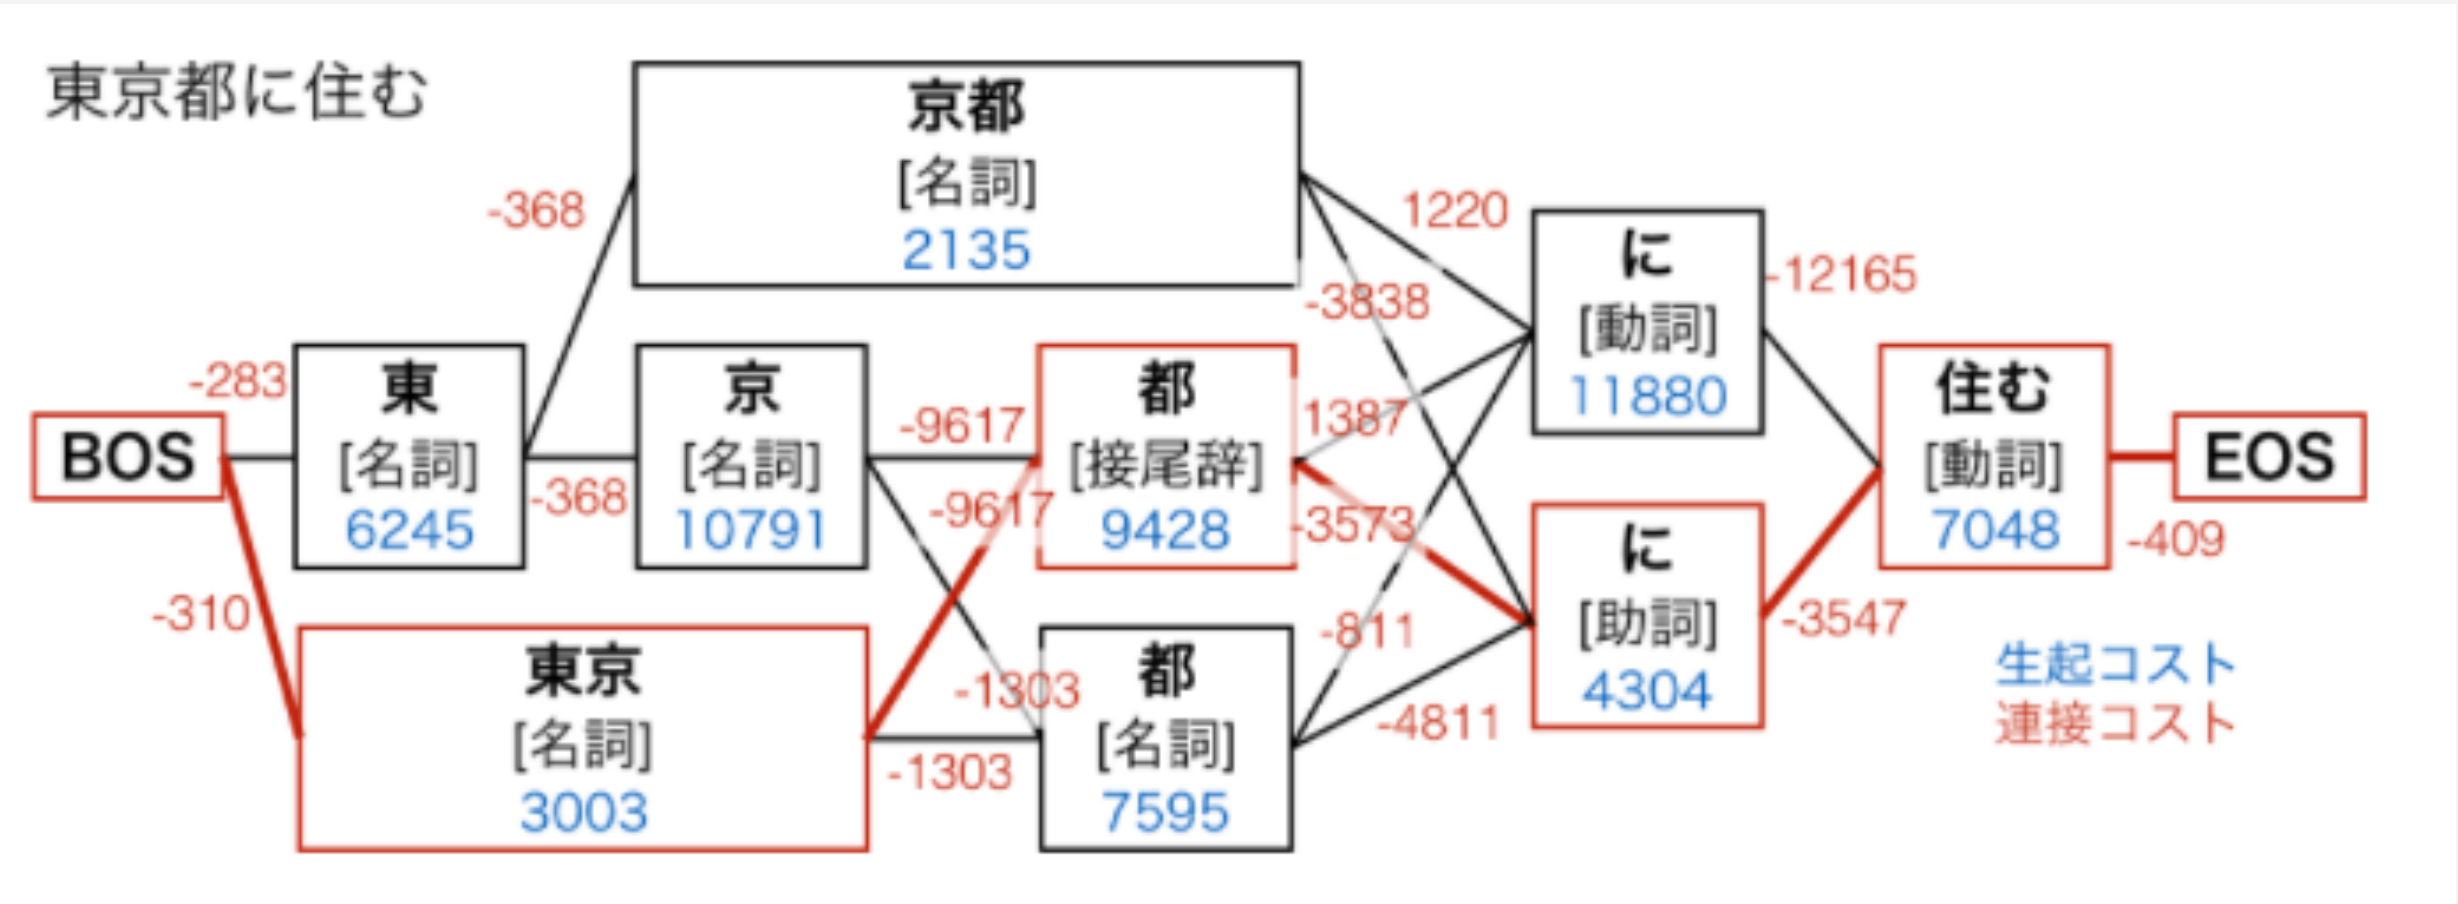 東京都に住む
京都
[名詞]
2135
-368
1220
-3838
に
[動詞]
11880
-12165
-283
BOS
-310
東
[名詞]
6245
-368
京
[名詞]
10791
-9617
-9617
都
[接尾辞]
9428
1387
-3573
住む
[動詞]
7048
-409
EOS
東京
[名詞]
3003
-1303
-1303
都
[名詞]
7595
-811
-4811
に
[助詞]
4304
-3547
生起コスト
連接コスト